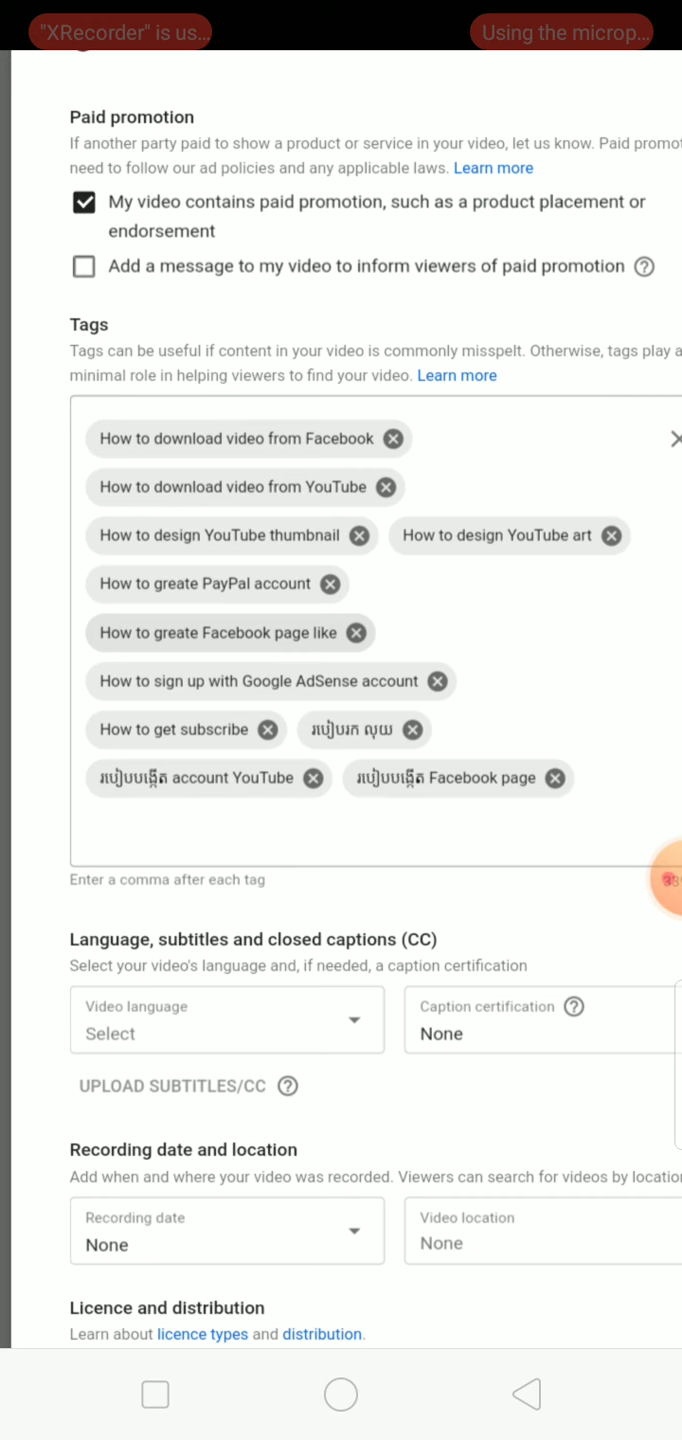 "XRecorder" is us...
Using the microp...
Paid promotion
If another party paid to show a product or service in your video, let us know. Paid promot
need to follow our ad policies and any applicable laws. Learn more
My video contains paid promotion, such as a product placement or
endorsement
Add a message to my video to inform viewers of paid promotion
Tags
Tags can be useful if content in your video is commonly misspelt. Otherwise, tags play a
minimal role in helping viewers to find your video. Learn more
How to download video from Facebook
How to download video from YouTube
How to design YouTube thumbnail How to design YouTube art
How to greate PayPal account
How to greate Facebook page like
How to sign up with Google AdSense account
How to get subscribe របៀបរក លុយ
របៀបបង្កើត account YouTube របៀបបង្កើត Facebook page
Enter a comma after each tag
Language, subtitles and closed captions (CC)
Select your video's language and, if needed, a caption certification
Video language Caption certification
Select None
UPLOAD SUBTITLES/CC
Recording date and location
Add when and where your video was recorded. Viewers can search for videos by locatio
Recording date Video location
None None
Licence and distribution
Learn about licence types and distribution.